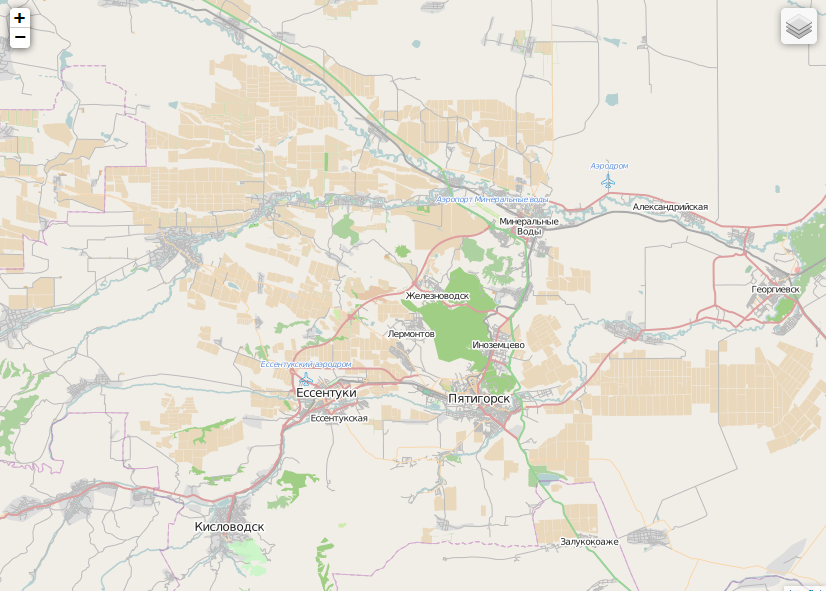 +
−
Аэродром
Аэропорт Минеральные воды
Александрийская
Минеральные
Воды
Георгиевск
Железноводск
Лермонтов
Иноземцево
Ессентукский аэродром
Ессентуки
Пятигорск
Ессентукская
Кисловодск
Залукокоаже